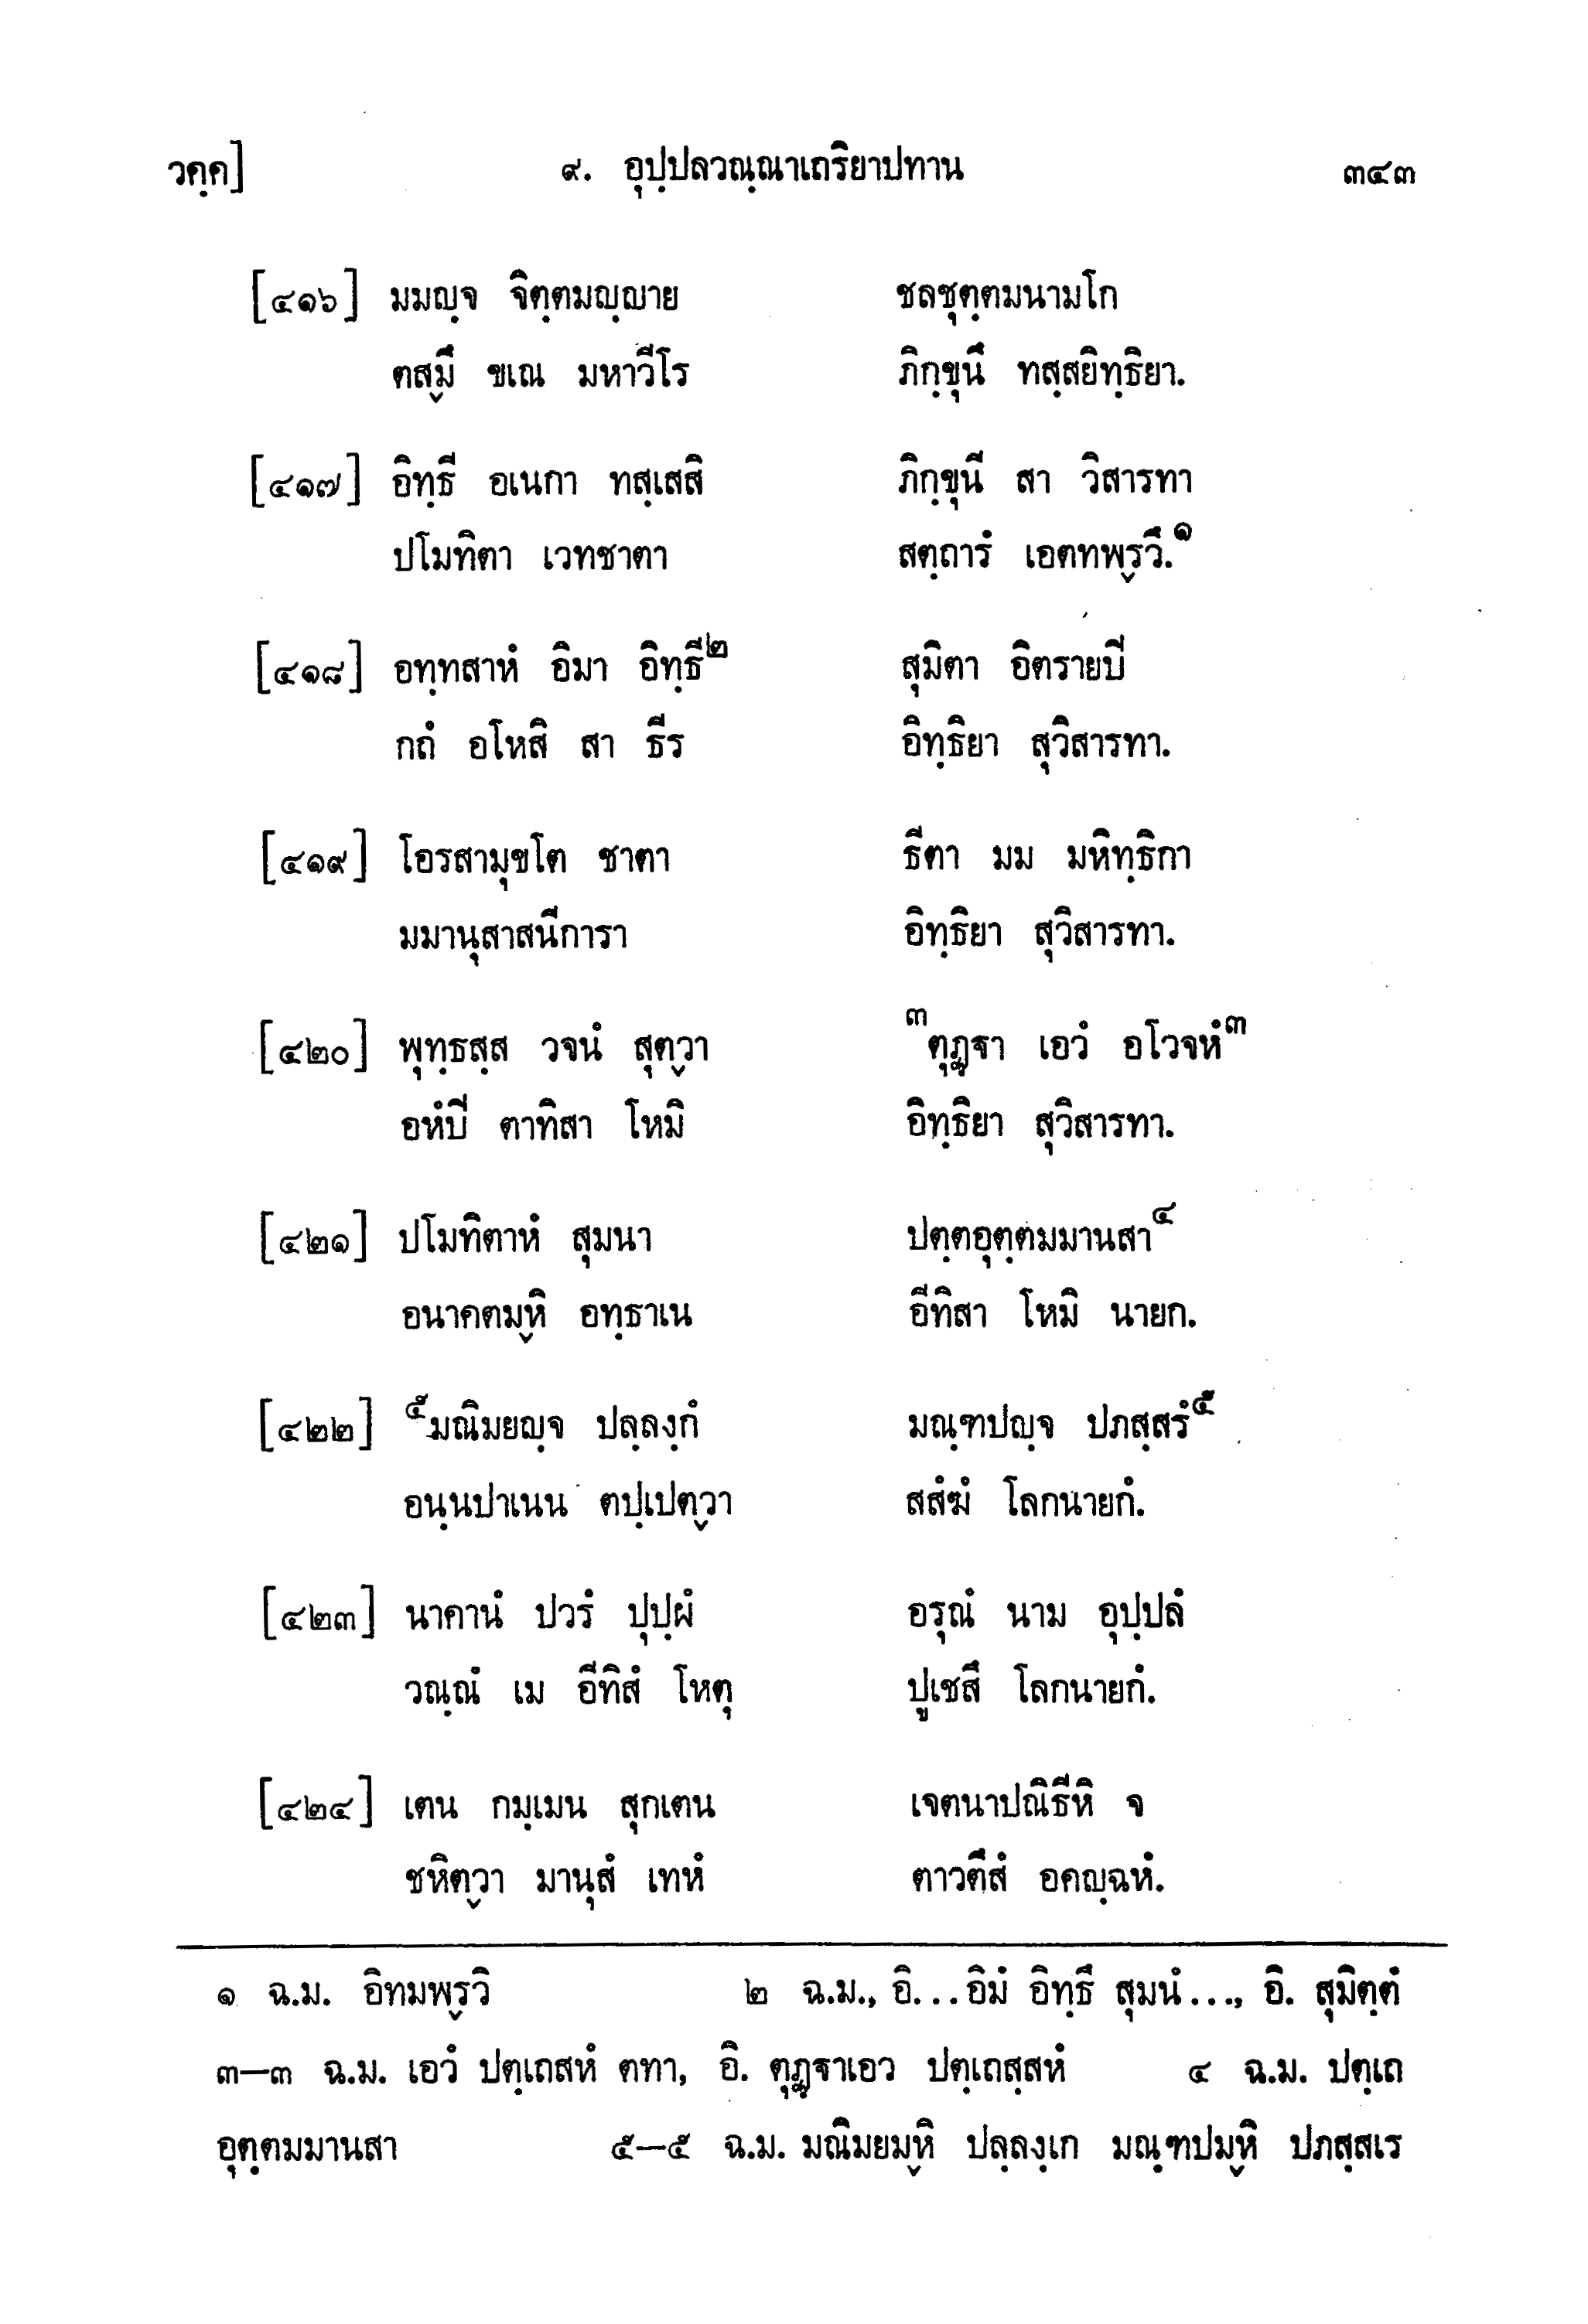 วคฺค] ๙. อุปฺปลวณฺณาเถริยาปทาน ๓๔๓
[๔๑๖] มมญฺจ จิตฺตมญฺญาย ชลชุตฺตมนามโก
ตสฺมึ๎ ขเณ มหาวีโร ภิกฺขุนึ ทสฺสยิทฺธิยา.
[๔๑๗] อิทฺธี อเนกา ทสฺเสสิ ภิกฺขุนี สา วิสารทา
ปโมทิตา เวทชาตา สตฺถารํ เอตทพฺรวึ๎.๑
[๔๑๘] อทฺทสาหํ อิมา อิทฺธี๒ สุมิตา อิตรายปี
กถํ อโหสิ สา ธีร อิทฺธิยา สุวิสารทา.
[๔๑๙] โอรสามุขโต ชาตา ธีตา มม มหิทฺธิกา
มมานุสาสนีการา อิทฺธิยา สุวิสารทา.
[๔๒๐] พุทฺธสฺส วจนํ สุตฺวา ๓ตุฏฺฐา เอวํ อโวจหํ๓
อหํปี ตาทิสา โหมิ อิทฺธิยา สุวิสารทา.
[๔๒๑] ปโมทิตาหํ สุมนา ปตฺตอุตฺตมมานสา๔
อนาคตมฺหิ อทฺธาเน อีทิสา โหมิ นายก.
[๔๒๒] ๕มณิมยญฺจ ปลฺลงฺกํ มณฺฑปญฺจ ปภสฺสรํ๕
อนฺนปาเนน ตปฺเปตฺวา สสํฆํ โลกนายกํ.
[๔๒๓] นาคานํ ปวรํ ปุปฺผํ อรุณํ นาม อุปฺปลํ
วณฺณํ เม อีทิสํ โหตุ ปูเชสึ โลกนายกํ.
[๔๒๔] เตน กมฺเมน สุกเตน เจตนาปณิธีหิ จ
ชหิตฺวา มานุสํ เทหํ ตาวตึสํ อคญฺฉหํ.
๑ ฉ.ม. อิทมพฺรวิ ๒ ฉ.ม., อิ...อิมํ อิทฺธึ สุมนํ..., อิ. สุมิตฺตํ
๓—๓ ฉ.ม. เอวํ ปตฺเถสหํ ตทา, อิ. ตุฏฺฐาเอว ปตฺเถสฺสหํ ๔ ฉ.ม. ปตฺเถ
อุตฺตมมานสา ๕—๕ ฉ.ม. มณิมยมฺหิ ปลฺลงฺเก มณฺฑปมฺหิ ปภสฺสเร